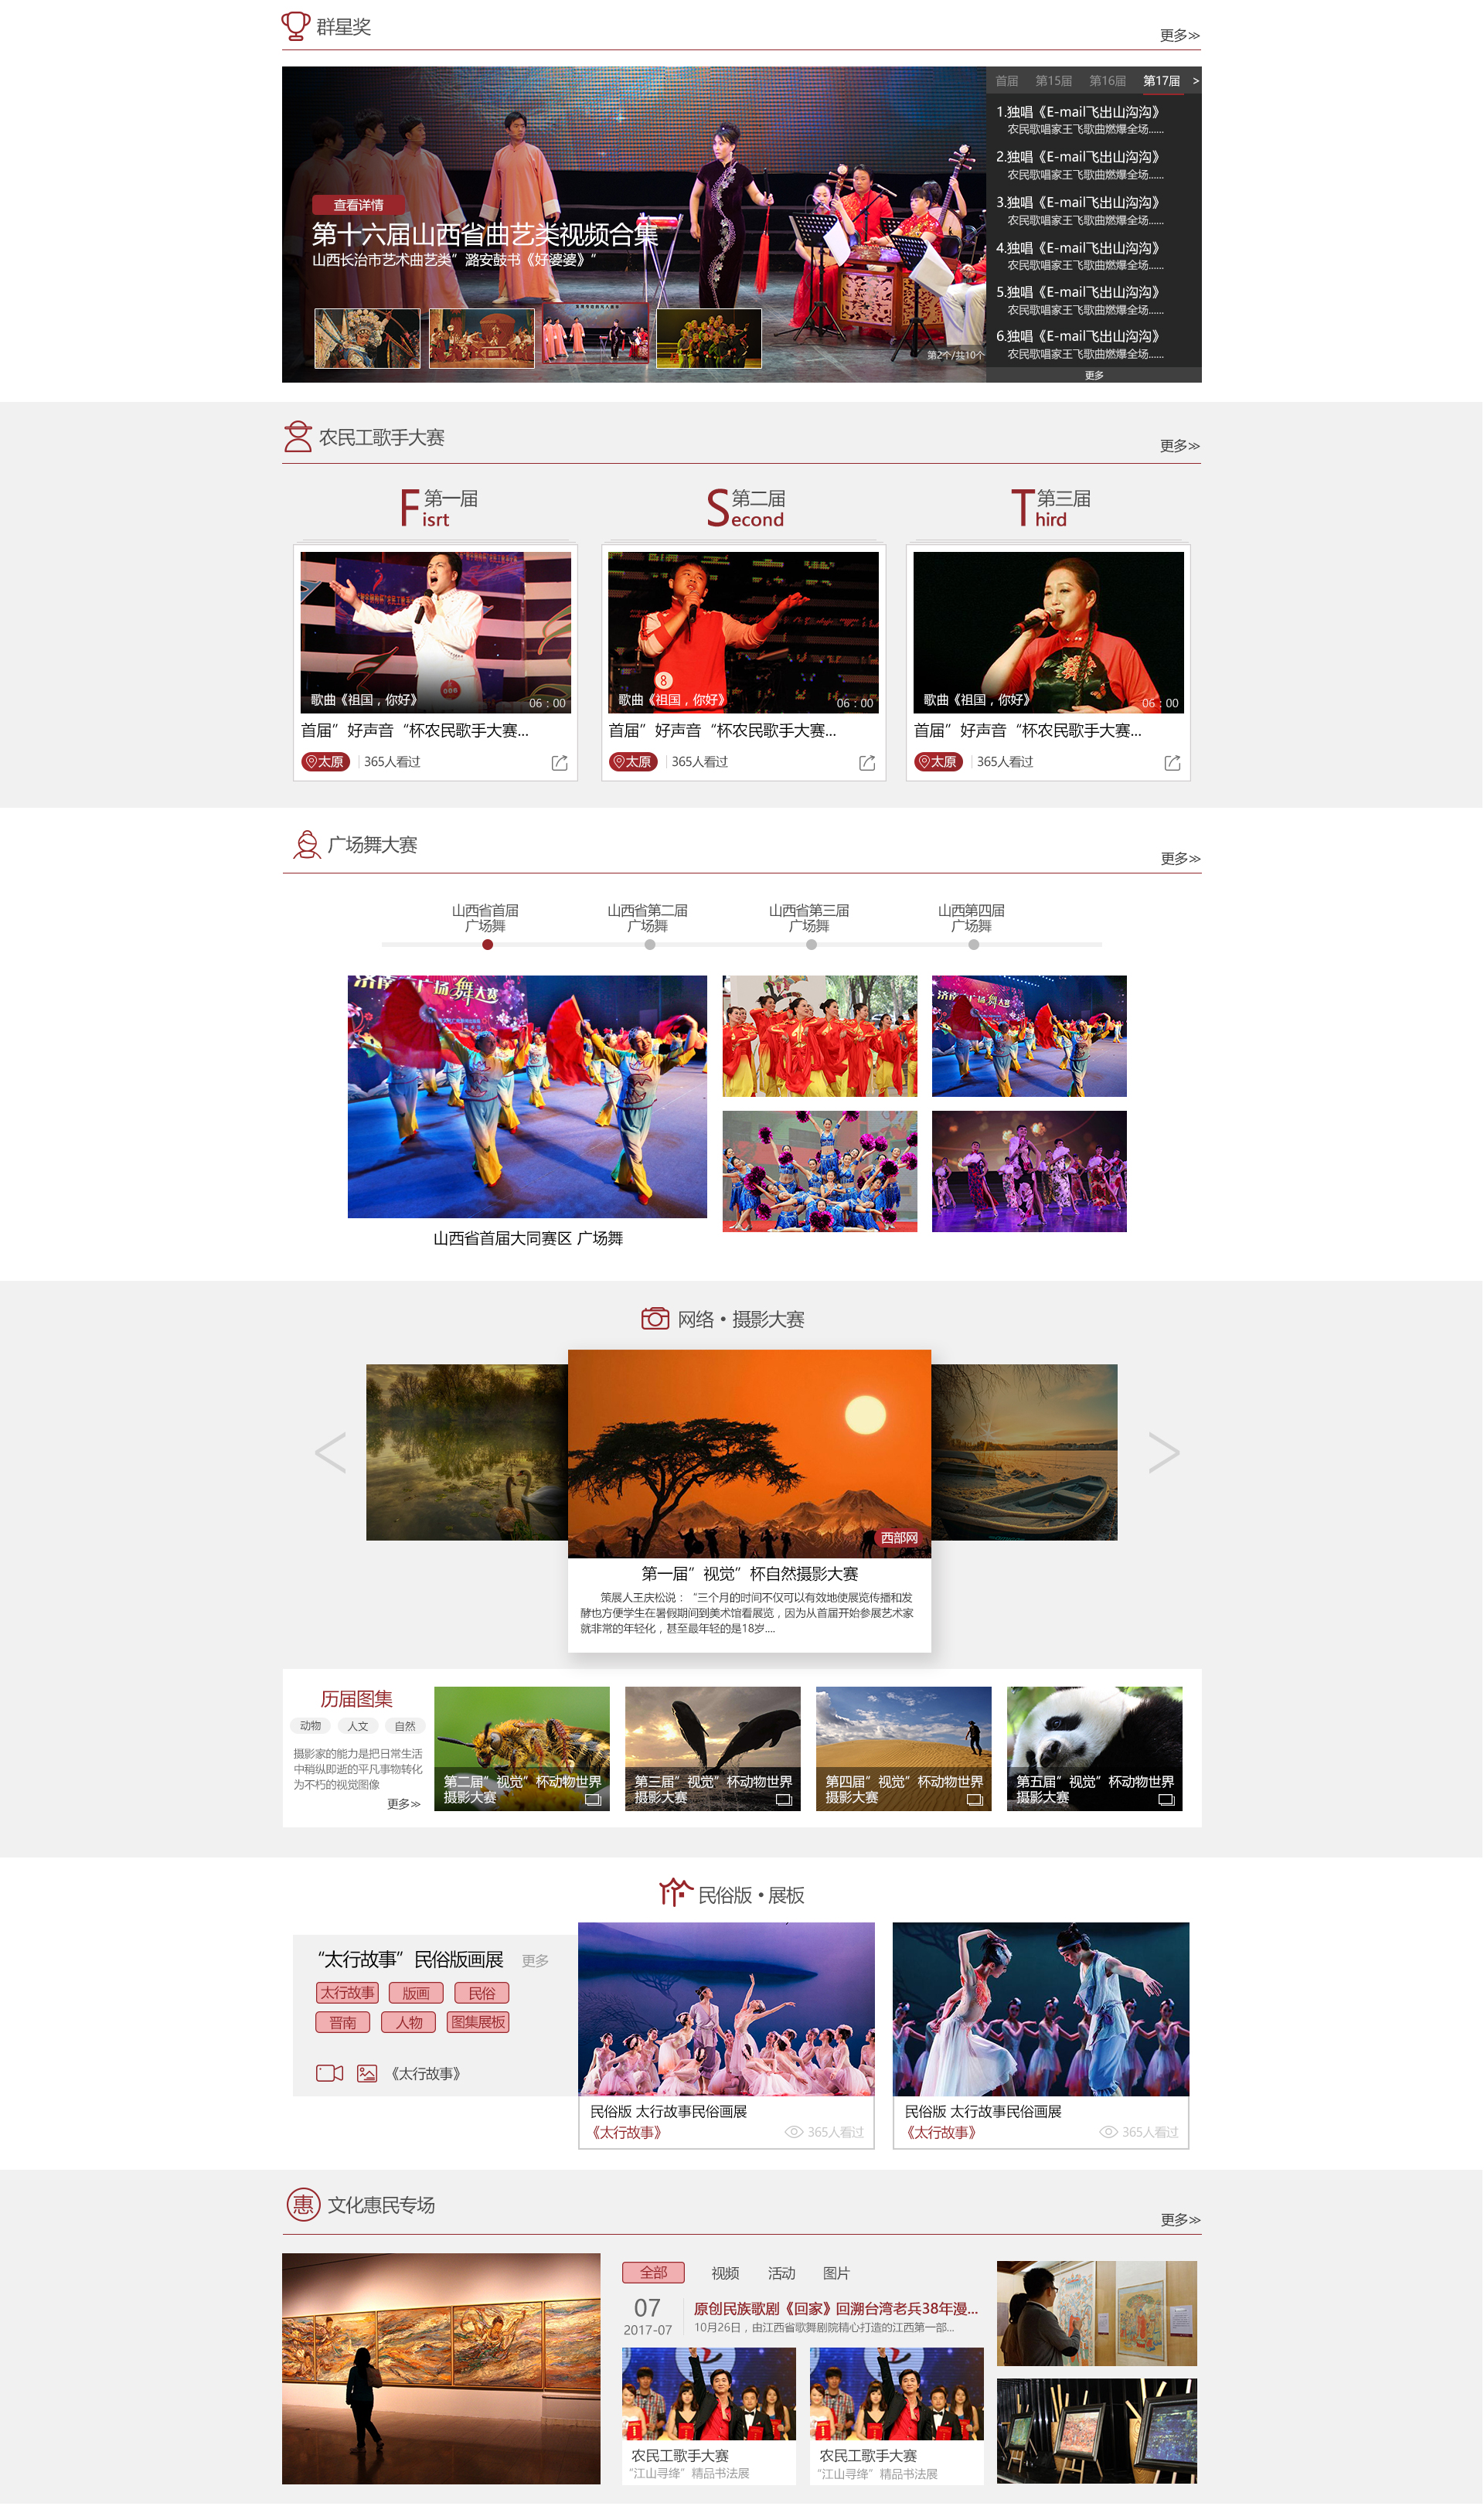 群星奖
更多>>
首届 第15届 第16届 第17届 >
1.独唱《E-mail飞出山沟沟》
农民歌唱家王飞歌曲燃爆全场......
2.独唱《E-mail飞出山沟沟》
农民歌唱家王飞歌曲燃爆全场......
3.独唱《E-mail飞出山沟沟》
农民歌唱家王飞歌曲燃爆全场......
4.独唱《E-mail飞出山沟沟》
农民歌唱家王飞歌曲燃爆全场......
5.独唱《E-mail飞出山沟沟》
农民歌唱家王飞歌曲燃爆全场......
6.独唱《E-mail飞出山沟沟》
农民歌唱家王飞歌曲燃爆全场......
更多
查看详情
第十六届山西省曲艺类视频合集
山西长治市艺术曲艺类”潞安鼓书《好婆婆》”
第2个/共10个
农民工歌手大赛
更多>>
第一届
Fisrt
第二届
Second
第三届
Third
歌曲《祖国，你好》 06：00
首届”好声音“杯农民歌手大赛...
太原 365人看过
8
歌曲《祖国，你好》 06：00
首届”好声音“杯农民歌手大赛...
太原 365人看过
歌曲《祖国，你好》 06：00
首届”好声音“杯农民歌手大赛...
太原 365人看过
广场舞大赛
更多>>
山西省首届
广场舞
山西省第二届
广场舞
山西省第三届
广场舞
山西第四届
广场舞
济南 广场舞大赛
济南 广场舞大赛
山西省首届大同赛区 广场舞
网络·摄影大赛
西部网
第一届”视觉”杯自然摄影大赛
策展人王庆松说：“三个月的时间不仅可以有效地使展览传播和发
酵也方便学生在暑假期间到美术馆看展览，因为从首届开始参展艺术家
就非常的年轻化，甚至最年轻的是18岁....
历届图集
动物 人文 自然
摄影家的能力是把日常生活
中稍纵即逝的平凡事物转化
为不朽的视觉图像
更多>>
第二届”视觉”杯动物世界
摄影大赛
第三届”视觉”杯动物世界
摄影大赛
第四届”视觉”杯动物世界
摄影大赛
第五届”视觉”杯动物世界
摄影大赛
民俗版·展板
“太行故事”民俗版画展 更多
太行故事 版画 民俗
晋南 人物 图集展板
《太行故事》
民俗版 太行故事民俗画展
《太行故事》 365人看过
民俗版 太行故事民俗画展
《太行故事》 365人看过
惠 文化惠民专场
更多>>
全部 视频 活动 图片
07
2017-07
原创民族歌剧《回家》回溯台湾老兵38年漫...
10月26日，由江西省歌舞剧院精心打造的江西第一部...
农民工歌手大赛
“江山寻绛”精品书法展
农民工歌手大赛
“江山寻绛”精品书法展